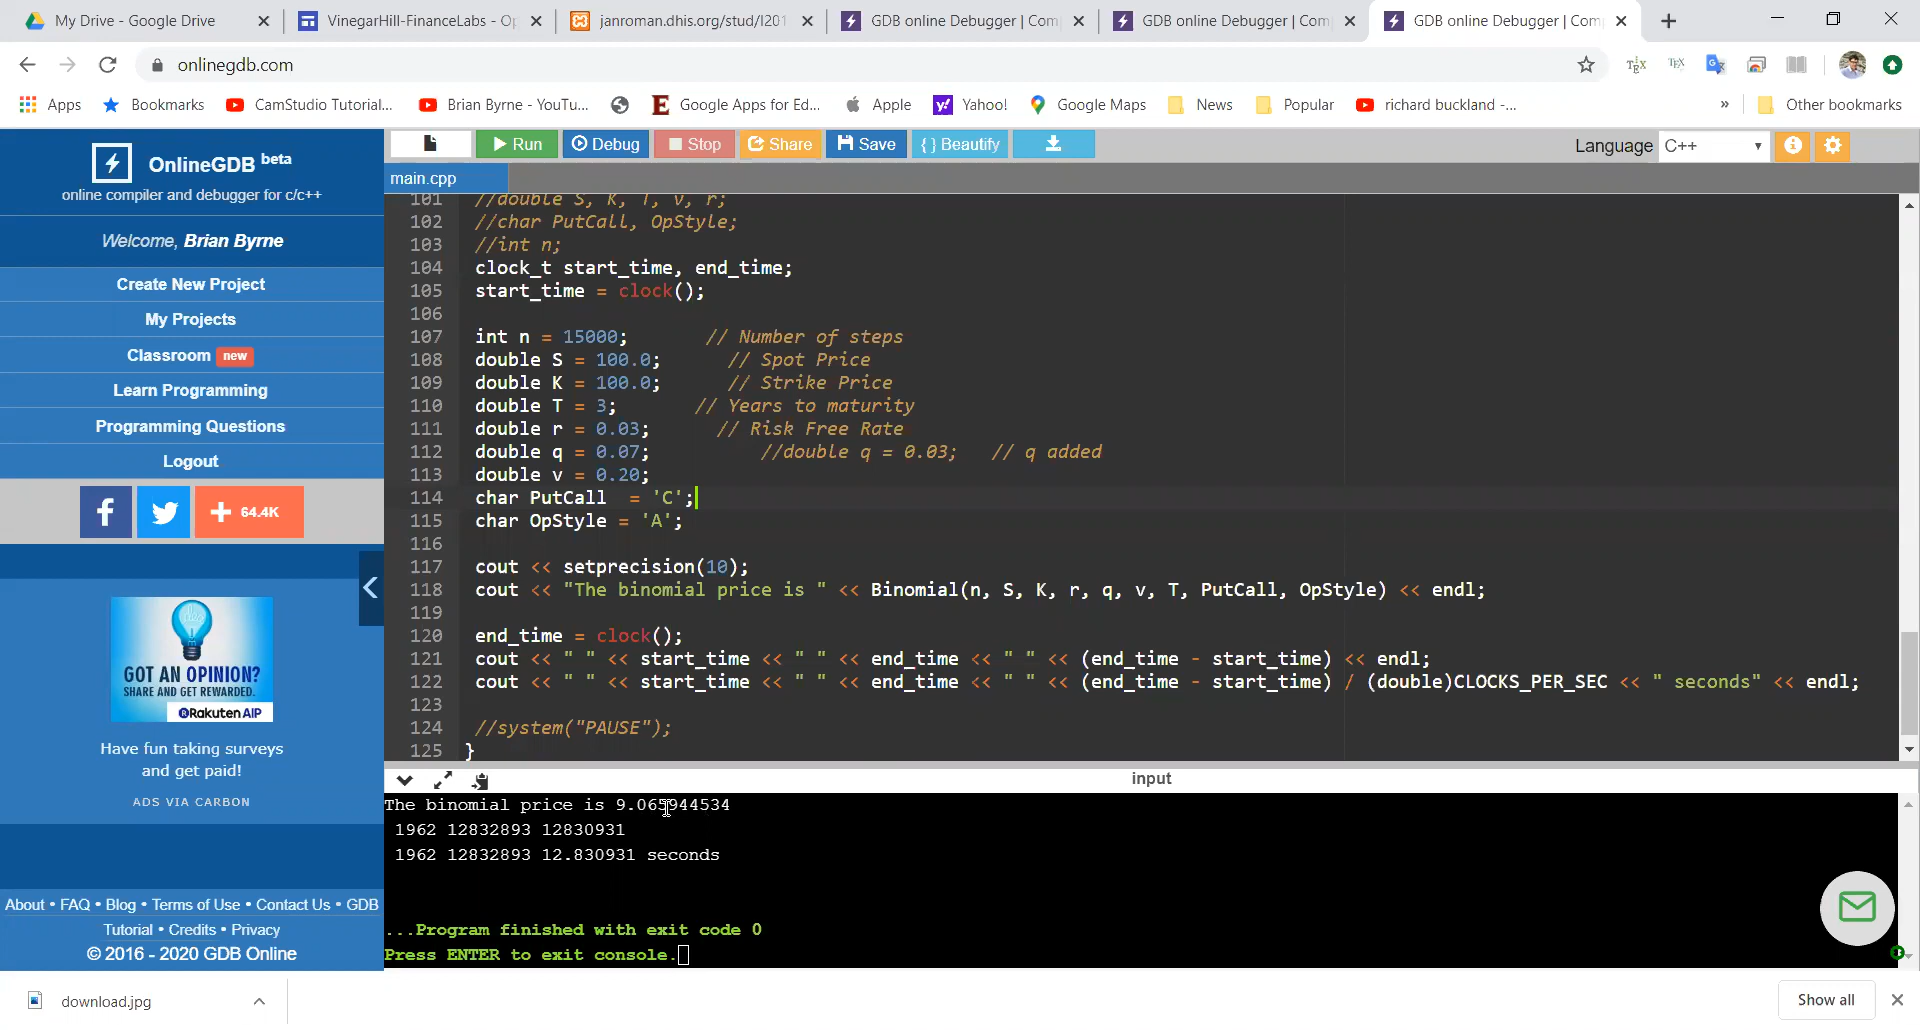 My Drive - Google Drive
VinegarHill-FinanceLabs - Op
janroman.dhis.org/stud/I201
GDB online Debugger | Com
GDB online Debugger | Com
GDB online Debugger | Com
onlinegdb.com
Apps
Bookmarks
CamStudio Tutorial...
Brian Byrne - YouTu...
Google Apps for Ed...
Apple
Yahoo!
Google Maps
News
Popular
richard buckland -...
»
Other bookmarks
OnlineGDB beta
online compiler and debugger for c/c++
Welcome, Brian Byrne
Create New Project
My Projects
Classroom new
Learn Programming
Programming Questions
Logout
64.4K
GOT AN OPINION?
SHARE AND GET REWARDED.
Rakuten AIP
Have fun taking surveys
and get paid!
ADS VIA CARBON
About • FAQ • Blog • Terms of Use • Contact Us • GDB
Tutorial • Credits • Privacy
© 2016 - 2020 GDB Online
Run
Debug
Stop
Share
Save
{ } Beautify
Language C++
main.cpp
101 //double S, K, T, v, r;
102 //char PutCall, OpStyle;
103 //int n;
104 clock_t start_time, end_time;
105 start_time = clock();
106
107 int n = 15000; // Number of steps
108 double S = 100.0; // Spot Price
109 double K = 100.0; // Strike Price
110 double T = 3; // Years to maturity
111 double r = 0.03; // Risk Free Rate
112 double q = 0.07; //double q = 0.03; // q added
113 double v = 0.20;
114 char PutCall = 'C';
115 char OpStyle = 'A';
116
117 cout << setprecision(10);
118 cout << "The binomial price is " << Binomial(n, S, K, r, q, v, T, PutCall, OpStyle) << endl;
119
120 end_time = clock();
121 cout << " " << start_time << " " << end_time << " " << (end_time - start_time) << endl;
122 cout << " " << start_time << " " << end_time << " " << (end_time - start_time) / (double)CLOCKS_PER_SEC << " seconds" << endl;
123
124 //system("PAUSE");
125 }
input
The binomial price is 9.065944534
1962 12832893 12830931
1962 12832893 12.830931 seconds
...Program finished with exit code 0
Press ENTER to exit console.
download.jpg
Show all